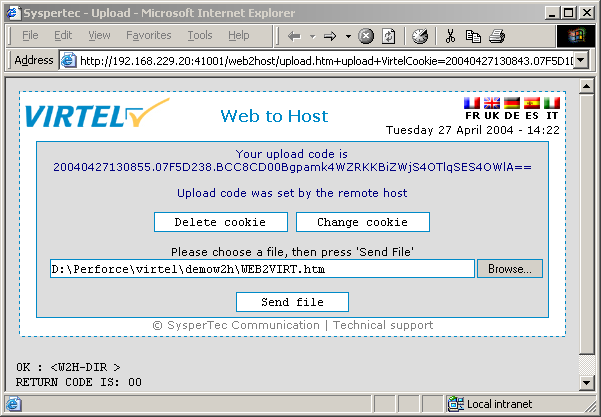 Syspertec - Upload - Microsoft Internet Explorer
File Edit View Favorites Tools Help
Address http://192.168.229.20:41001/web2host/upload.htm+upload+VirtelCookie=20040427130843.07F5D1D
VIRTEL
Web to Host
FR UK DE ES IT
Tuesday 27 April 2004 - 14:22
Your upload code is
20040427130855.07F5D238.BCC8CD00Bgpamk4WZRKKBiZWjS4OTlqSES4OWlA==
Upload code was set by the remote host
Delete cookie Change cookie
Please choose a file, then press 'Send File'
D:\Perforce\virtel\demow2h\WEB2VIRT.htm Browse...
Send file
© SysperTec Communication | Technical support
OK : <W2H-DIR >
RETURN CODE IS: 00
Local intranet